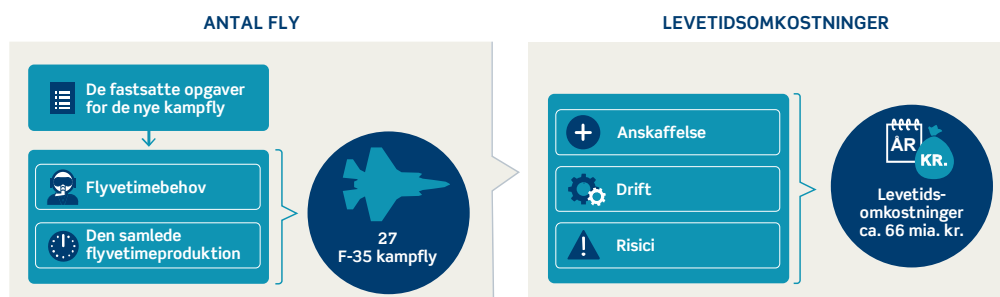 ANTAL FLY
De fastsatte opgaver
for de nye kampfly
Flyvetimebehov
Den samlede
flyvetimeproduktion
27
F-35 kampfly
LEVETIDSOMKOSTNINGER
Anskaffelse
Drift
Risici
ÅR
KR.
Levetids-
omkostninger
ca. 66 mia. kr.